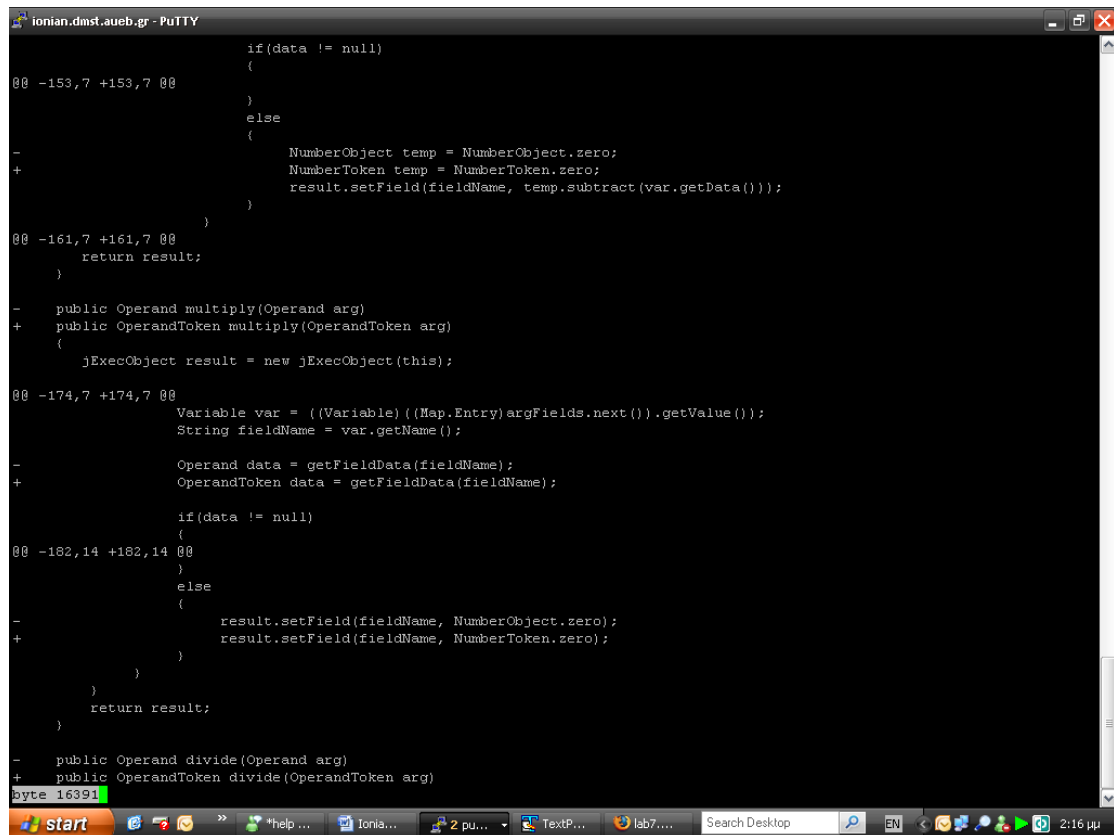 ionian.dmst.aueb.gr - PuTTY
if(data != null)
{
@@ -153,7 +153,7 @@
}
else
{
- NumberObject temp = NumberObject.zero;
+ NumberToken temp = NumberToken.zero;
result.setField(fieldName, temp.subtract(var.getData()));
}
}
@@ -161,7 +161,7 @@
return result;
}
- public Operand multiply(Operand arg)
+ public OperandToken multiply(OperandToken arg)
{
jExecObject result = new jExecObject(this);
@@ -174,7 +174,7 @@
Variable var = ((Variable)((Map.Entry)argFields.next()).getValue());
String fieldName = var.getName();
- Operand data = getFieldData(fieldName);
+ OperandToken data = getFieldData(fieldName);
if(data != null)
{
@@ -182,14 +182,14 @@
}
else
{
- result.setField(fieldName, NumberObject.zero);
+ result.setField(fieldName, NumberToken.zero);
}
}
}
return result;
}
- public Operand divide(Operand arg)
+ public OperandToken divide(OperandToken arg)
byte 16391
start » *help ... Ionia... 2 pu... TextP... lab7.... Search Desktop EN 2:16 μμ